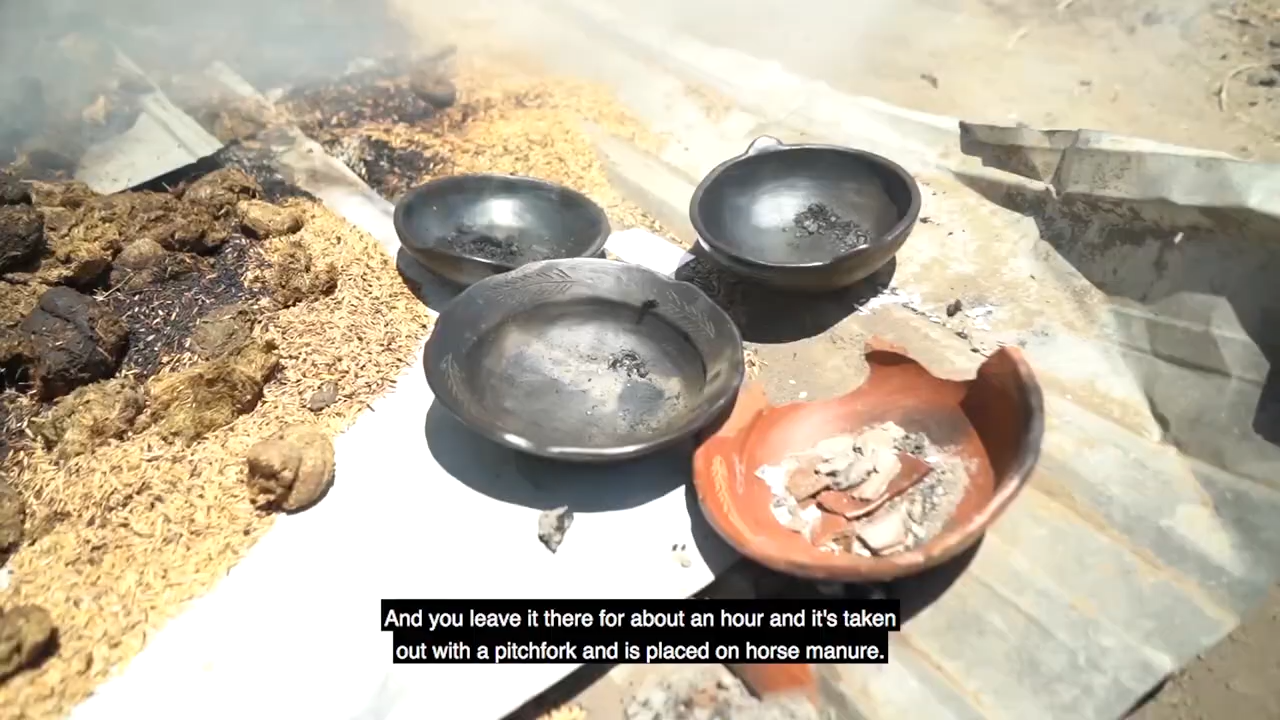 And you leave it there for about an hour and it's taken
out with a pitchfork and is placed on horse manure.